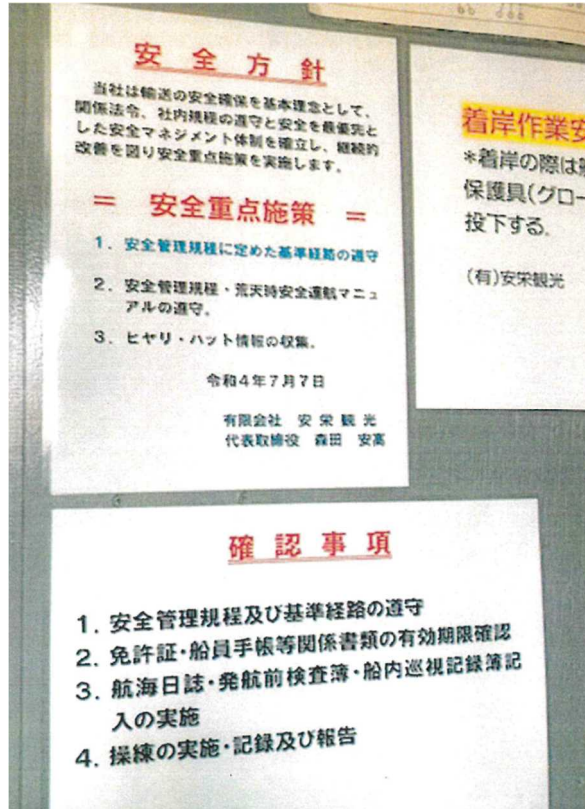 安全方針
当社は輸送の安全確保を基本理念として、
関係法令、社内規程の遵守と安全を最優先と
した安全マネジメント体制を確立し、継続的
改善を図り安全重点施策を実施します。
＝ 安全重点施策 ＝
1．安全管理規程に定めた基準経路の遵守
2．安全管理規程・荒天時安全運航マニュ
アルの遵守。
3．ヒヤリ・ハット情報の収集。
令和4年7月7日
有限会社 安栄観光
代表取締役 森田 安高
着岸作業安
*着岸の際は
保護具(グロー
投下する.
(有)安栄観光
確認事項
1. 安全管理規程及び基準経路の遵守
2. 免許証・船員手帳等関係書類の有効期限確認
3. 航海日誌・発航前検査簿・船内巡視記録簿記
入の実施
4. 操練の実施・記録及び報告